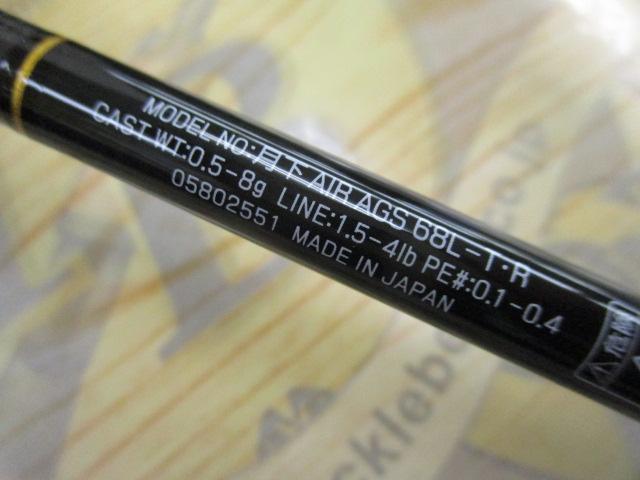 MODEL NO:月下 AIR AGS 68L-T・R
CAST WT:0.5-8g LINE:1.5-4lb PE#:0.1-0.4
05802551 MADE IN JAPAN